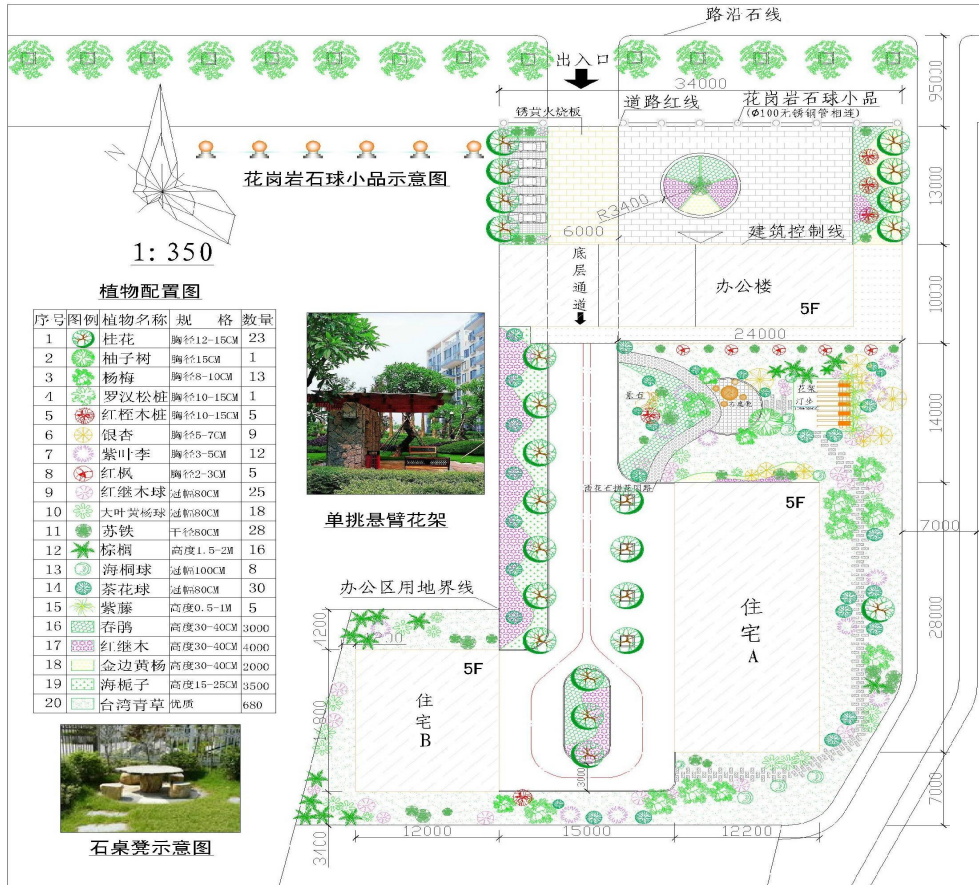 路沿石线
出入口
34000
95000
锈黄火烧板
道路红线
花岗岩石球小品
(Φ100无锈钢管相连)
N
花岗岩石球小品示意图
13000
R3400
1: 350
6000
建筑控制线
底层通道
办公楼
5F
10000
24000
植物配置图
序号 图例 植物名称 规 格 数量
1 桂花 胸径12-15CM 23
2 柚子树 胸径15CM 1
3 杨梅 胸径8-10CM 13
4 罗汉松桩 胸径10-15CM 1
5 红桎木桩 胸径10-15CM 5
6 银杏 胸径5-7CM 9
7 紫叶李 胸径3-5CM 12
8 红枫 胸径2-3CM 5
9 红继木球 冠幅80CM 25
10 大叶黄杨球 冠幅80CM 18
11 苏铁 干径80CM 28
12 棕榈 高度1.5-2M 16
13 海桐球 冠幅100CM 8
14 茶花球 冠幅80CM 30
15 紫藤 高度0.5-1M 5
16 春鹃 高度30-40CM 3000
17 红继木 高度30-40CM 4000
18 金边黄杨 高度30-40CM 2000
19 海栀子 高度15-25CM 3500
20 台湾青草 优质 680
景石
花架
汀步
14000
单挑悬臂花架
5F
7000
办公区用地界线
4200
住宅A
28000
5F
住宅B
3000
7000
石桌凳示意图
3400
12000
15000
12200